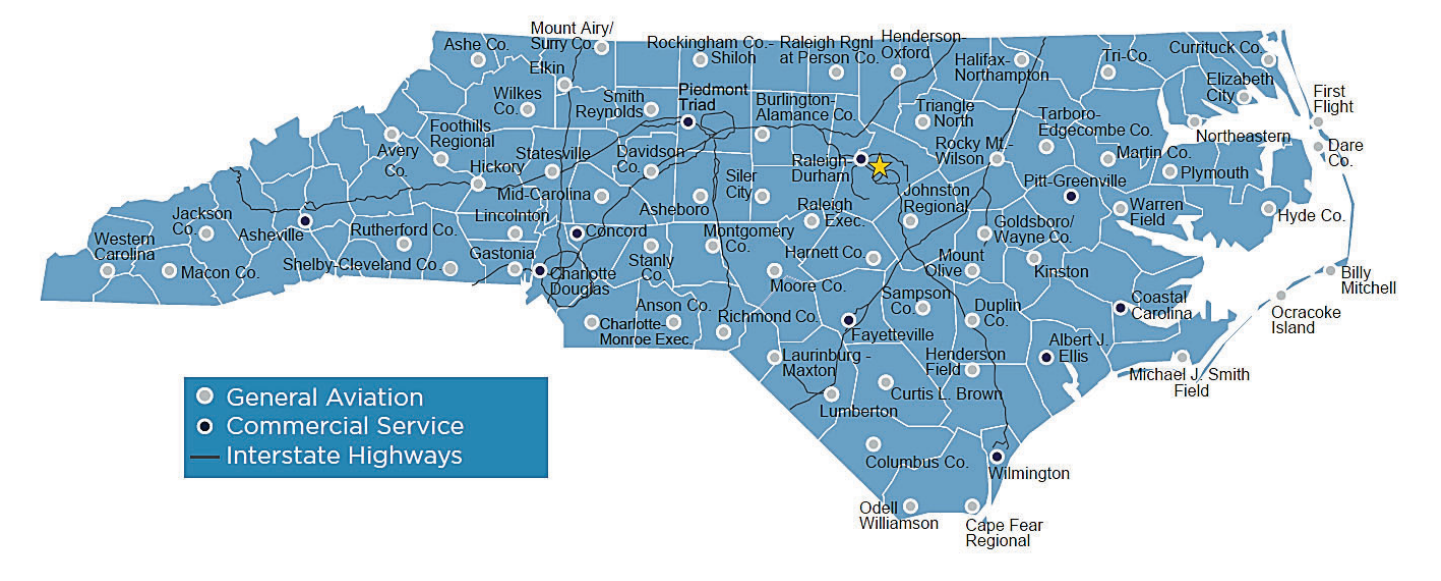 Mount Airy/
Surry Co.
Ashe Co.
Elkin
Rockingham Co.-
Shiloh
Raleigh Rgnl
at Person Co.
Henderson-
Oxford
Halifax-
Northampton
Tri-Co.
Currituck Co.
Elizabeth
City
First
Flight
Wilkes
Co.
Smith
Reynolds
Piedmont
Triad
Burlington-
Alamance Co.
Triangle
North
Tarboro-
Edgecombe Co.
Northeastern
Dare
Co.
Avery
Co.
Foothills
Regional
Hickory
Statesville
Davidson
Co.
Raleigh-
Durham
Rocky Mt.-
Wilson
Martin Co.
Plymouth
Mid-Carolina
Asheboro
Siler
City
Raleigh
Exec.
Johnston
Regional
Pitt-Greenville
Warren
Field
Hyde Co.
Jackson
Co.
Asheville
Rutherford Co.
Lincolnton
Concord
Montgomery
Co.
Goldsboro/
Wayne Co.
Western
Carolina
Macon Co.
Shelby-Cleveland Co.
Gastonia
Charlotte
Douglas
Stanly
Co.
Harnett Co.
Mount
Olive
Kinston
Billy
Mitchell
Moore Co.
Anson Co.
Richmond Co.
Charlotte-
Monroe Exec.
Sampson
Co.
Duplin
Co.
Coastal
Carolina
Ocracoke
Island
Fayetteville
Laurinburg -
Maxton
Henderson
Field
Albert J.
Ellis
Michael J. Smith
Field
Lumberton
Curtis L. Brown
Columbus Co.
Wilmington
Odell
Williamson
Cape Fear
Regional
General Aviation
Commercial Service
Interstate Highways